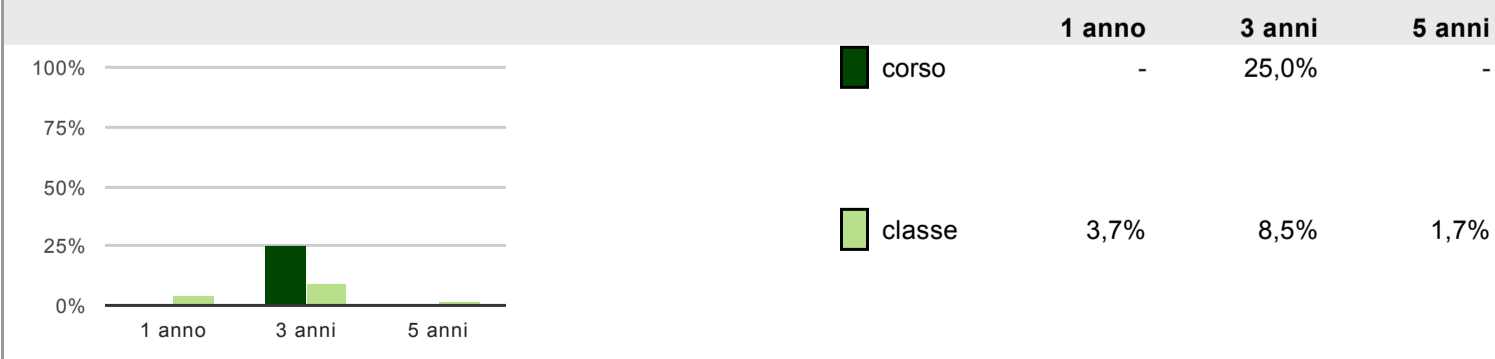 1 anno 3 anni 5 anni
100%
75%
50%
25%
0%
1 anno 3 anni 5 anni
corso - 25,0% -
classe 3,7% 8,5% 1,7%